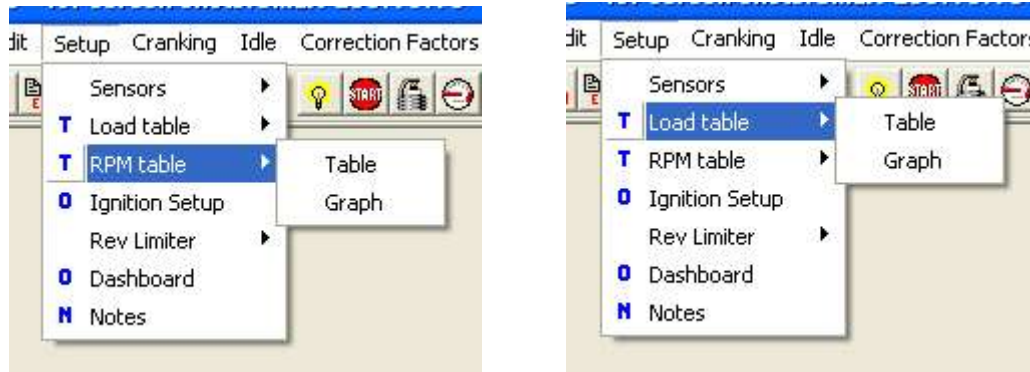 dit Setup Cranking Idle Correction Factors
START
E
Sensors
T Load table
T RPM table
Table
Graph
O Ignition Setup
Rev Limiter
O Dashboard
N Notes
dit Setup Cranking Idle Correction Factors
START
E
Sensors
T Load table
Table
Graph
T RPM table
O Ignition Setup
Rev Limiter
O Dashboard
N Notes